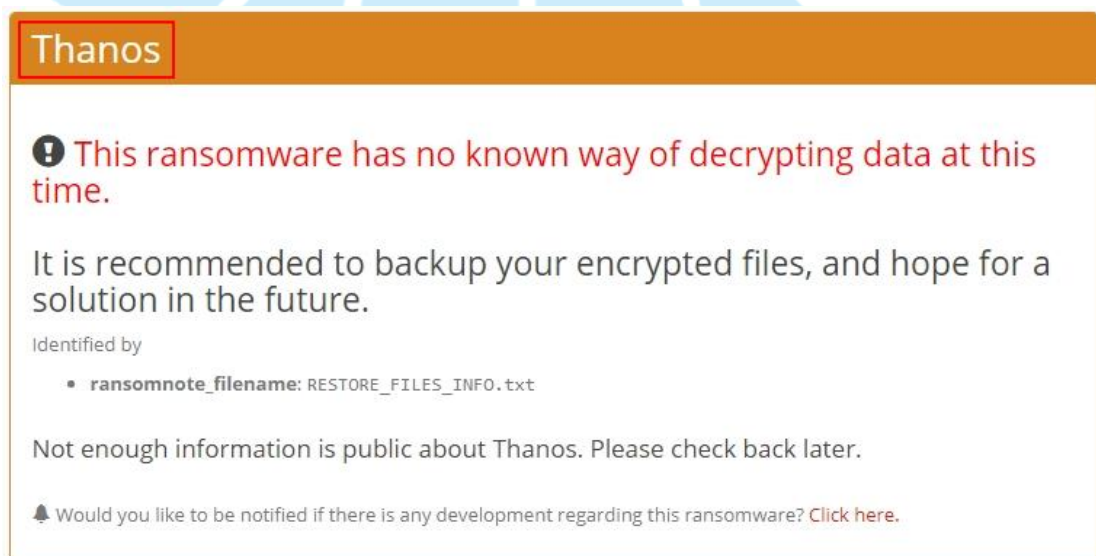 Thanos
This ransomware has no known way of decrypting data at this
time.
It is recommended to backup your encrypted files, and hope for a
solution in the future.
Identified by
• ransomnote_filename: RESTORE_FILES_INFO.txt
Not enough information is public about Thanos. Please check back later.
Would you like to be notified if there is any development regarding this ransomware? Click here.